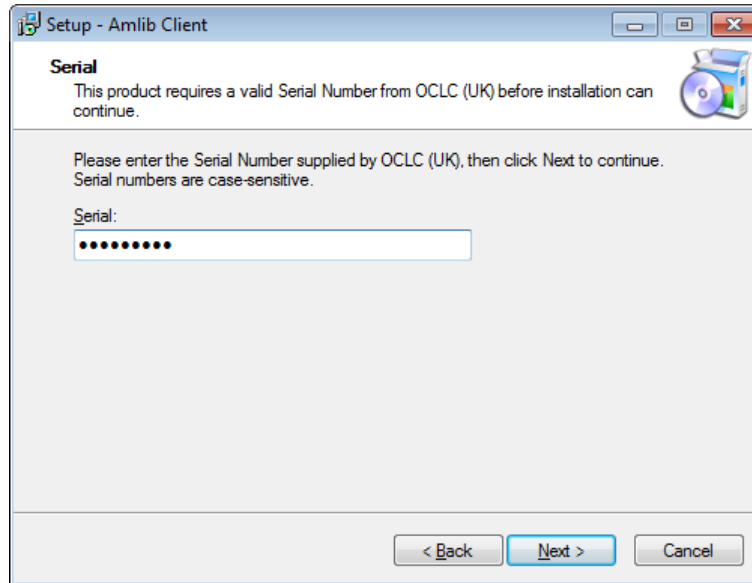 Setup - Amlib Client
Serial
This product requires a valid Serial Number from OCLC (UK) before installation can
continue.
Please enter the Serial Number supplied by OCLC (UK), then click Next to continue.
Serial numbers are case-sensitive.
Serial:
•••••••••
< Back
Next >
Cancel